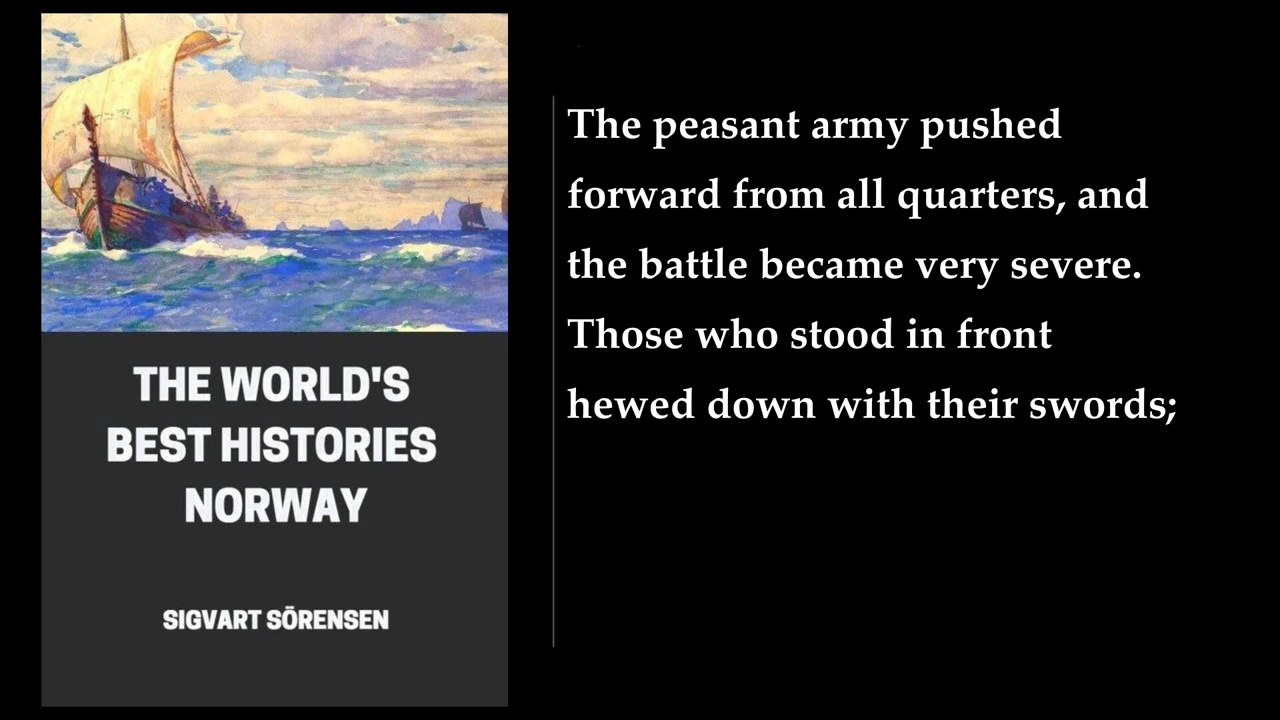 THE WORLD'S
BEST HISTORIES
NORWAY
SIGVART SÖRENSEN
The peasant army pushed
forward from all quarters, and
the battle became very severe.
Those who stood in front
hewed down with their swords;